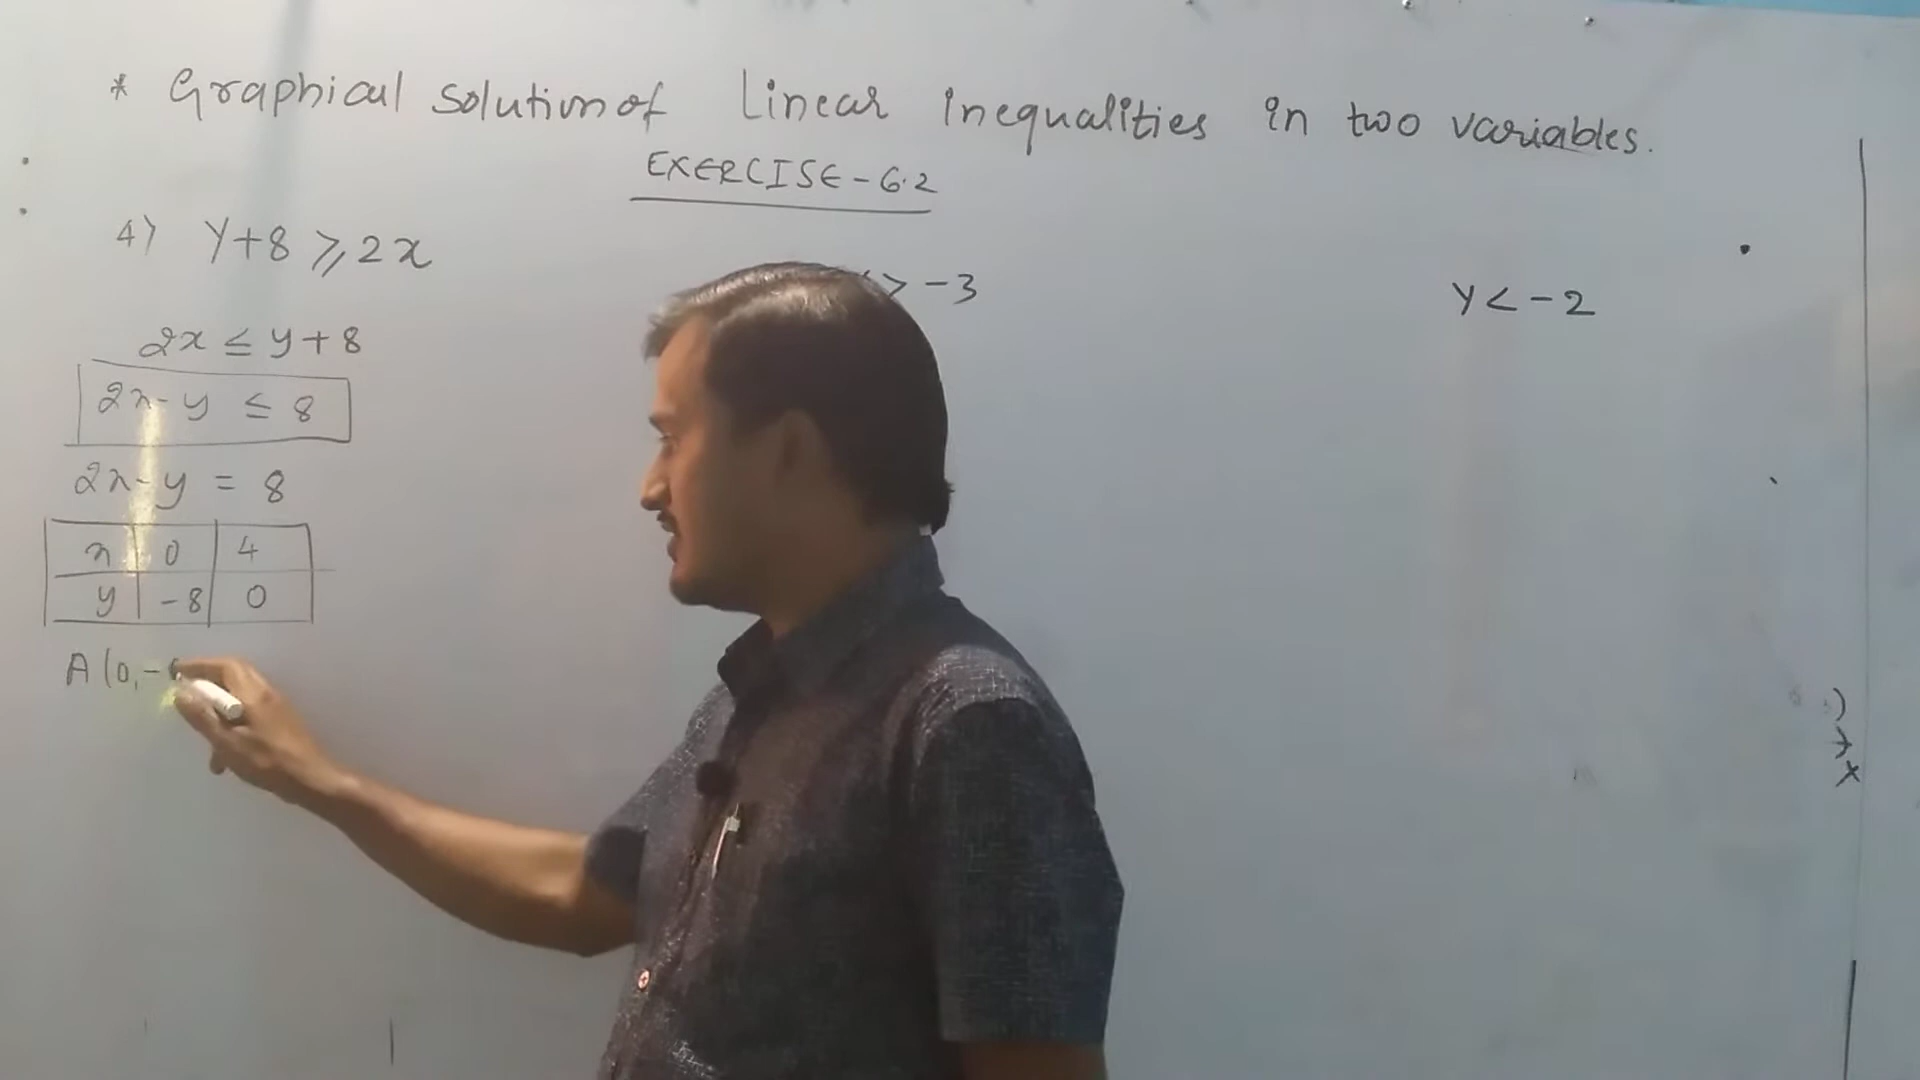 * Graphical solution of Linear inequalities in two variables.
EXERCISE - 6.2
4) y+8 ⩾ 2x
> -3
y < -2
2x ≤ y+8
2x-y ≤ 8
2x-y = 8
x 0 4
y -8 0
A(0,-
x